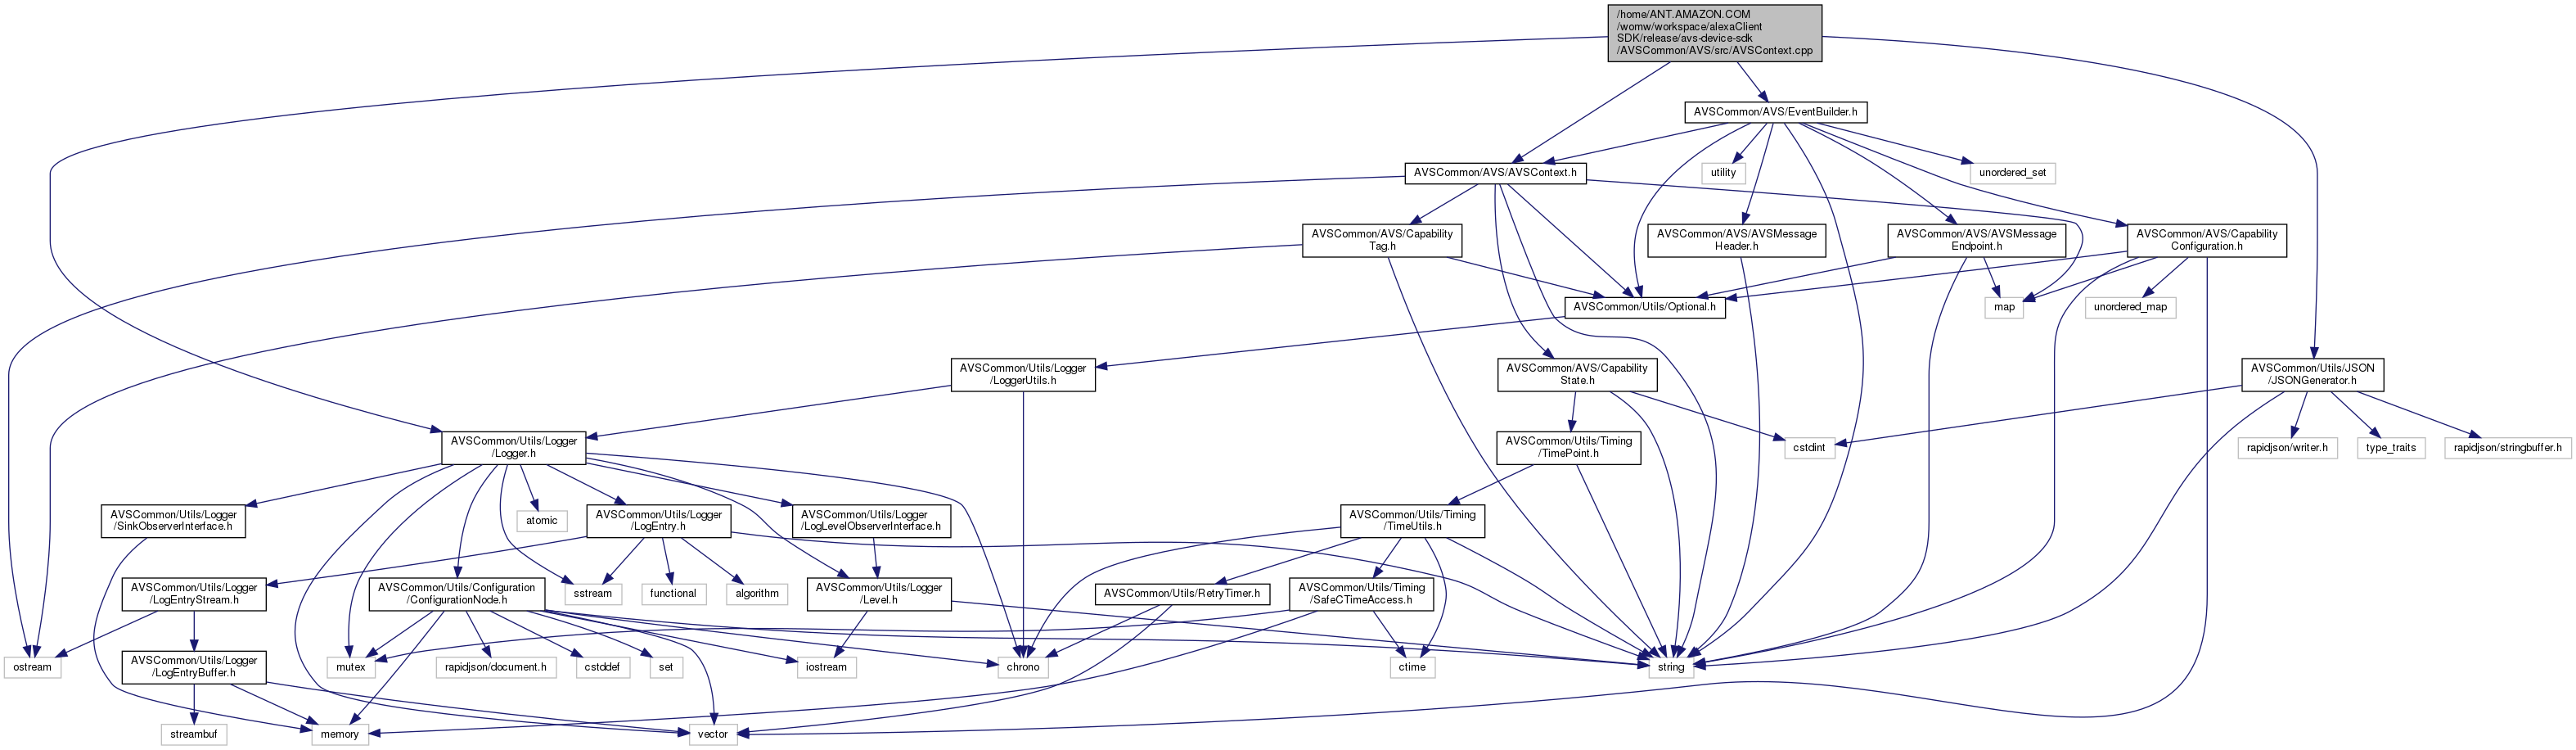 /home/ANT.AMAZON.COM
/womw/workspace/alexaClient
SDK/release/avs-device-sdk
/AVSCommon/AVS/src/AVSContext.cpp
AVSCommon/AVS/EventBuilder.h
AVSCommon/AVS/AVSContext.h
utility
unordered_set
AVSCommon/AVS/Capability
Tag.h
AVSCommon/AVS/AVSMessage
Header.h
AVSCommon/AVS/AVSMessage
Endpoint.h
AVSCommon/AVS/Capability
Configuration.h
AVSCommon/Utils/Optional.h
map
unordered_map
AVSCommon/Utils/Logger
/LoggerUtils.h
AVSCommon/AVS/Capability
State.h
AVSCommon/Utils/JSON
/JSONGenerator.h
AVSCommon/Utils/Logger
/Logger.h
AVSCommon/Utils/Timing
/TimePoint.h
cstdint
rapidjson/writer.h
type_traits
rapidjson/stringbuffer.h
AVSCommon/Utils/Logger
/SinkObserverInterface.h
atomic
AVSCommon/Utils/Logger
/LogEntry.h
AVSCommon/Utils/Logger
/LogLevelObserverInterface.h
AVSCommon/Utils/Timing
/TimeUtils.h
AVSCommon/Utils/Logger
/LogEntryStream.h
AVSCommon/Utils/Configuration
/ConfigurationNode.h
sstream
functional
algorithm
AVSCommon/Utils/Logger
/Level.h
AVSCommon/Utils/RetryTimer.h
AVSCommon/Utils/Timing
/SafeCTimeAccess.h
ostream
AVSCommon/Utils/Logger
/LogEntryBuffer.h
mutex
rapidjson/document.h
cstddef
set
iostream
chrono
ctime
string
streambuf
memory
vector